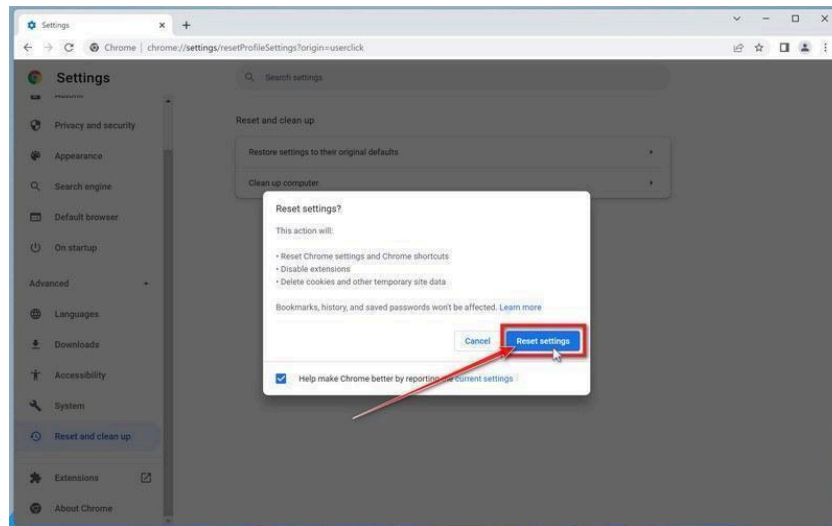 Settings
Chrome | chrome://settings/resetProfileSettings?origin=userclick
Settings
Search settings
Privacy and security
Appearance
Search engine
Default browser
On startup
Advanced
Languages
Downloads
Accessibility
System
Reset and clean up
Extensions
About Chrome
Reset and clean up
Restore settings to their original defaults
Clean up computer
Reset settings?
This action will:
• Reset Chrome settings and Chrome shortcuts
• Disable extensions
• Delete cookies and other temporary site data
Bookmarks, history, and saved passwords won't be affected. Learn more
Cancel
Reset settings
Help make Chrome better by reporting the current settings